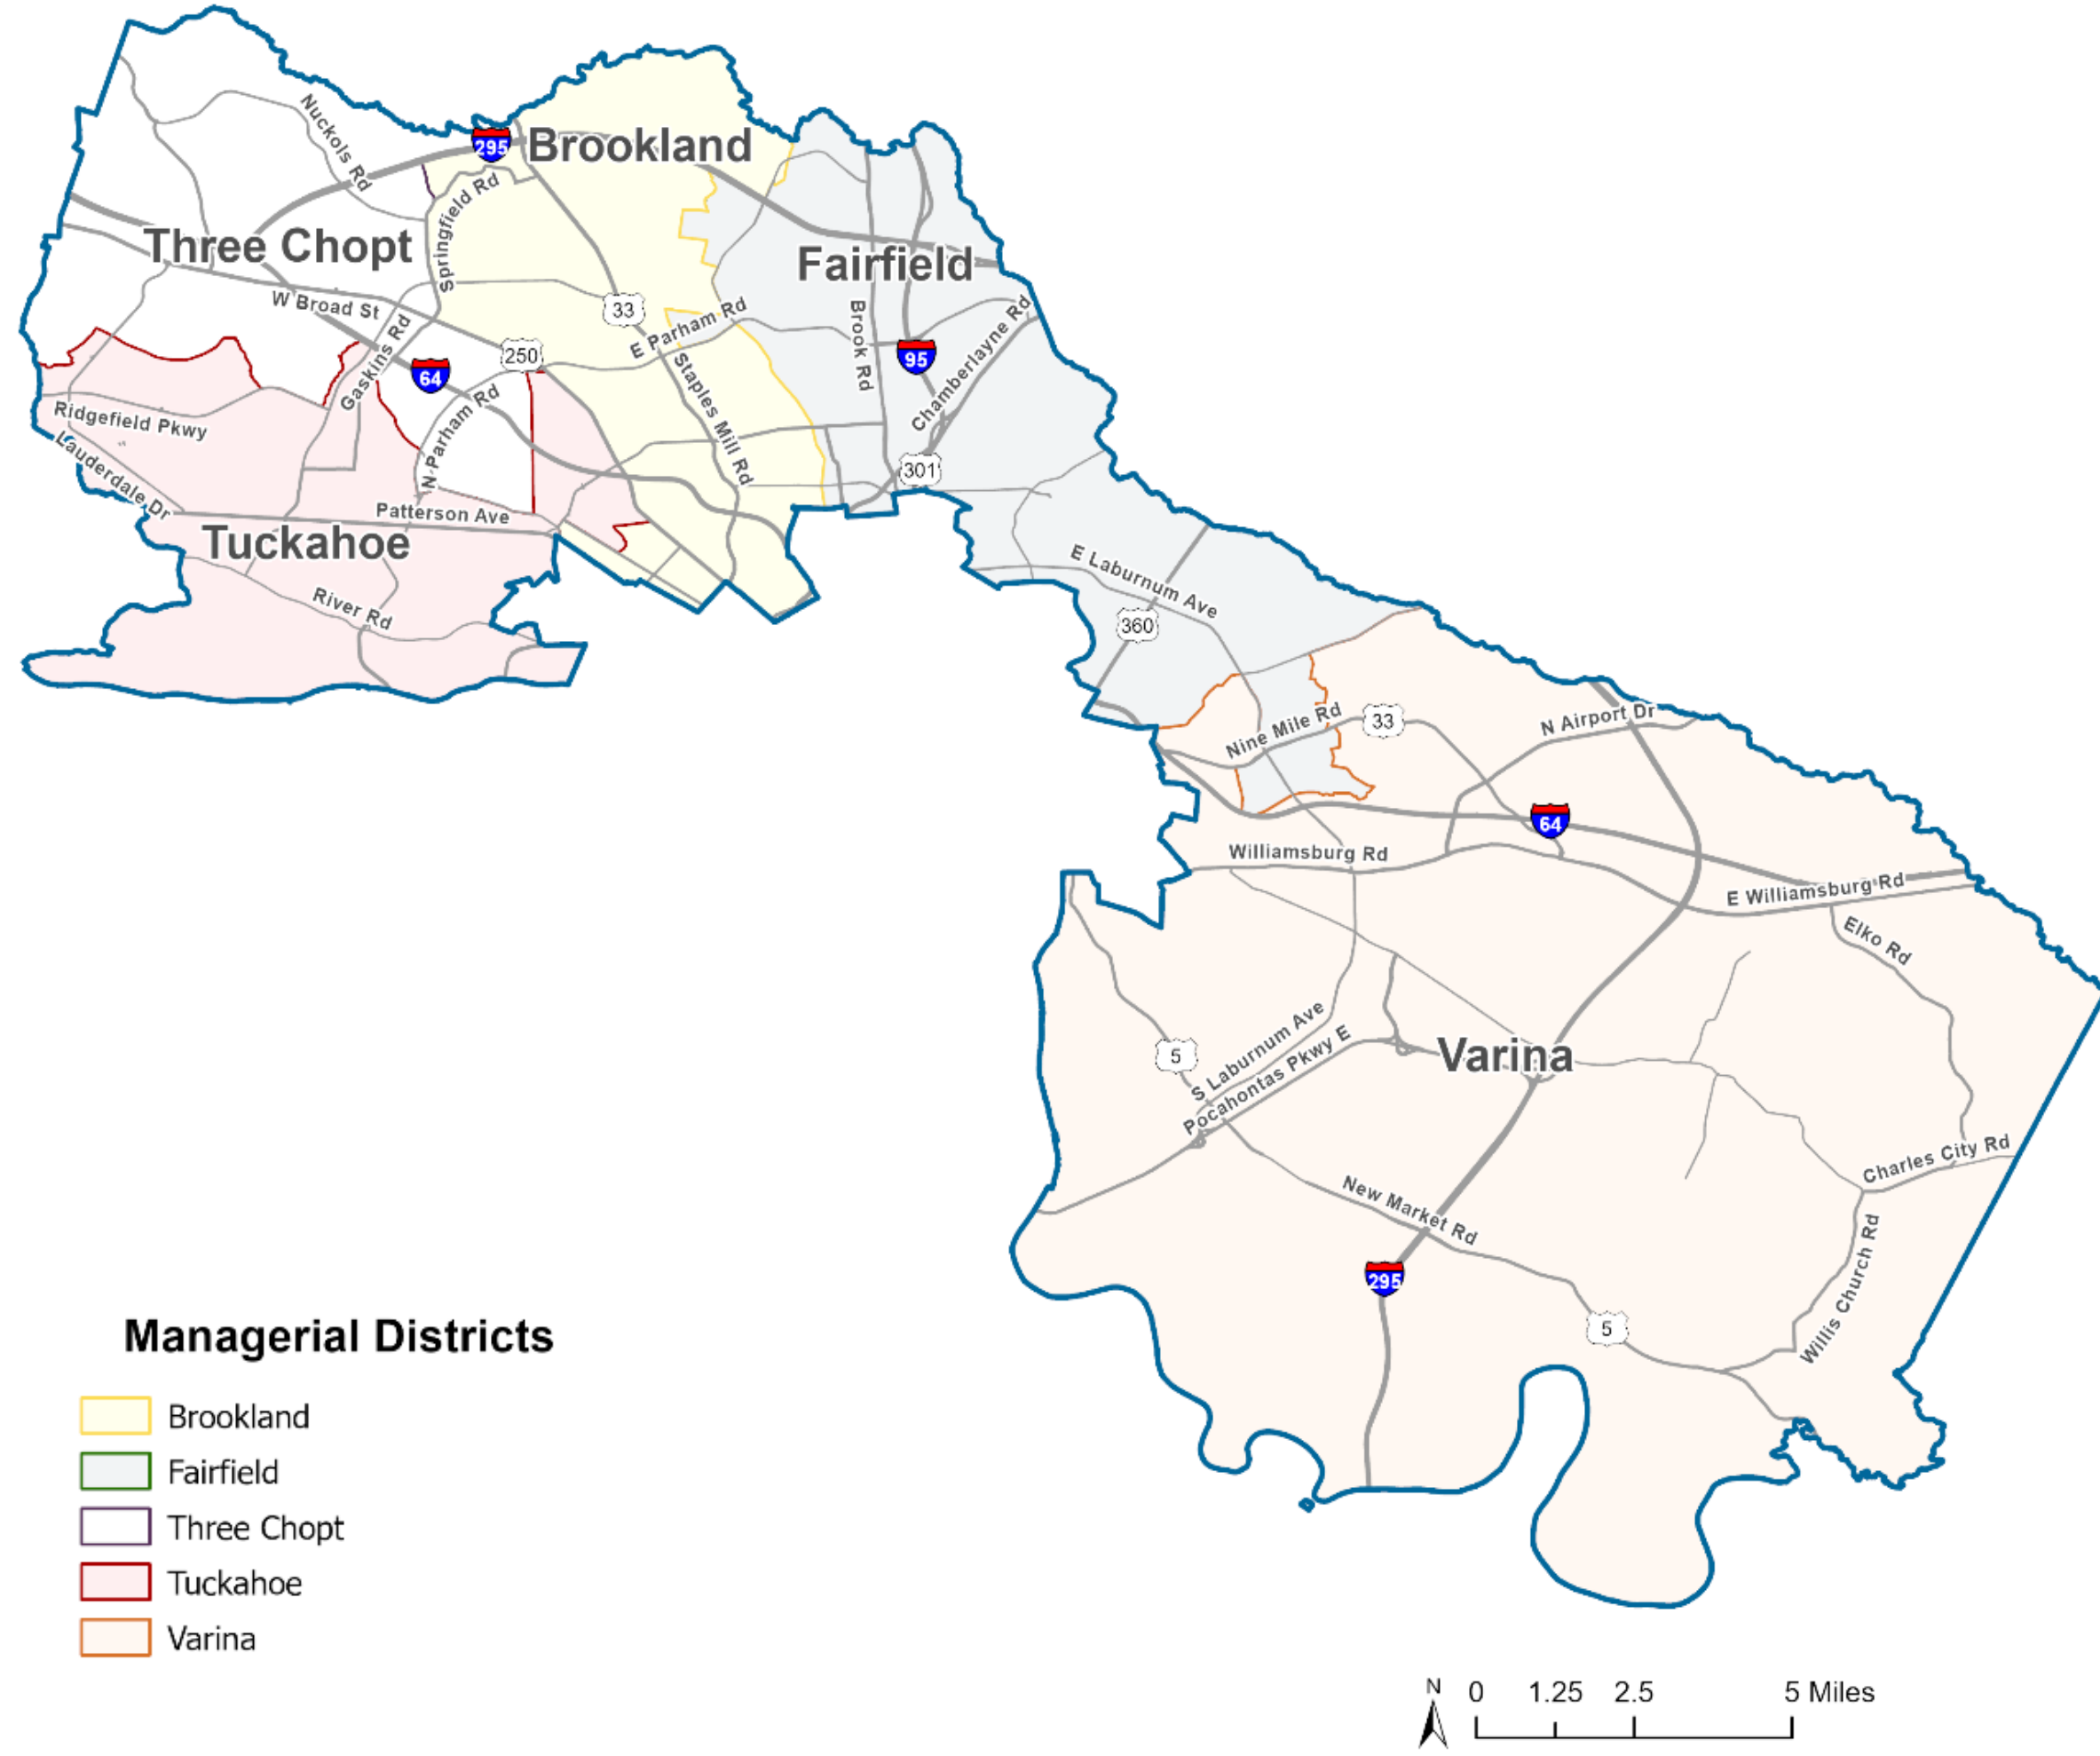 Nuckols Rd
295
Brookland
Springfield Rd
Three Chopt
Fairfield
W Broad St
33
E Parham Rd
Brook Rd
Chamberlayne Rd
250
95
64
Gaskins Rd
Staples Mill Rd
Ridgefield Pkwy
N Parham Rd
Lauderdale Dr
301
Patterson Ave
Tuckahoe
E Laburnum Ave
River Rd
360
Nine Mile Rd
33
N Airport Dr
64
Williamsburg Rd
E Williamsburg Rd
Elko Rd
S Laburnum Ave
5
Pocahontas Pkwy E
Varina
Charles City Rd
New Market Rd
295
Willis Church Rd
5
Managerial Districts
Brookland
Fairfield
Three Chopt
Tuckahoe
Varina
N
0 1.25 2.5 5 Miles